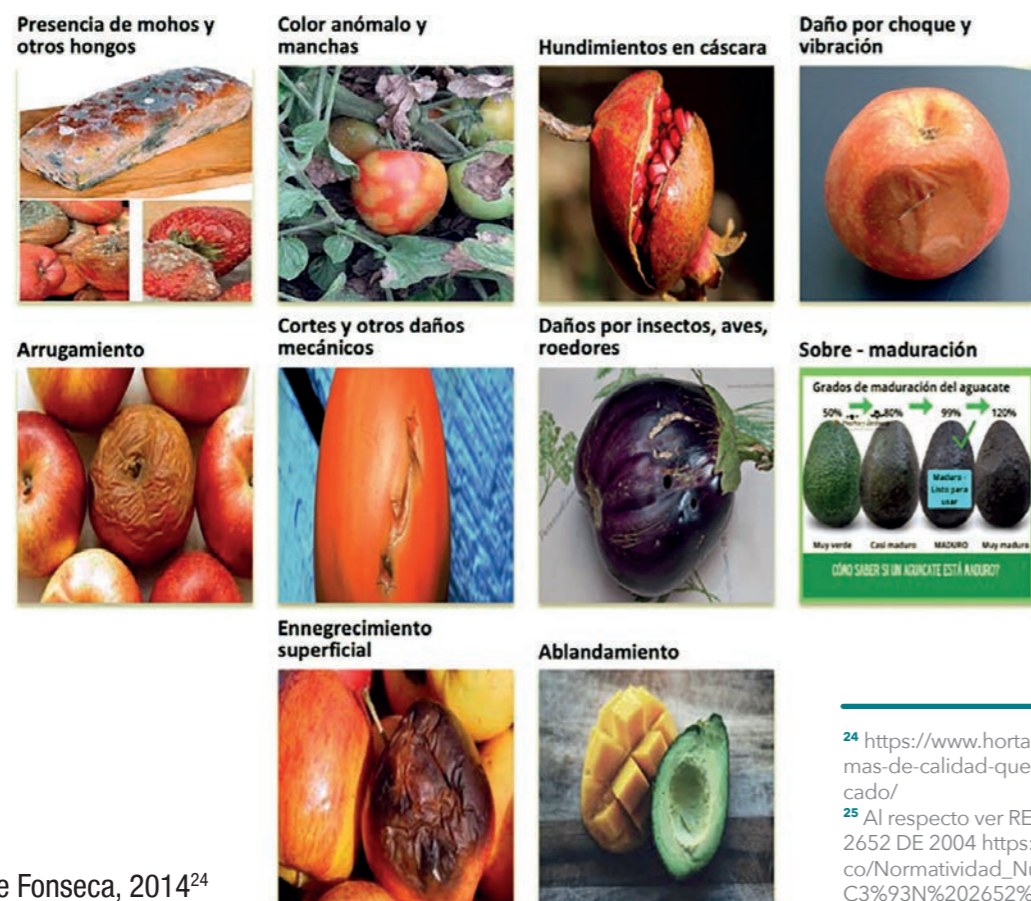 Presencia de mohos y
otros hongos
Color anómalo y
manchas
Hundimientos en cáscara
Daño por choque y
vibración
Arrugamiento
Cortes y otros daños
mecánicos
Daños por insectos, aves,
roedores
Sobre - maduración
Grados de maduración del aguacate
50%
80%
99%
120%
Maduro -
Listo para
usar
Muy verde
Casi maduro
MADURO
Muy maduro
CÓMO SABER SI UN AGUACATE ESTÁ MADURO?
Ennegrecimiento
superficial
Ablandamiento
e Fonseca, 2014²⁴
²⁴ https://www.horta
mas-de-calidad-que
cado/
²⁵ Al respecto ver RE
2652 DE 2004 https:
co/Normatividad_Nu
C3%93N%202652%